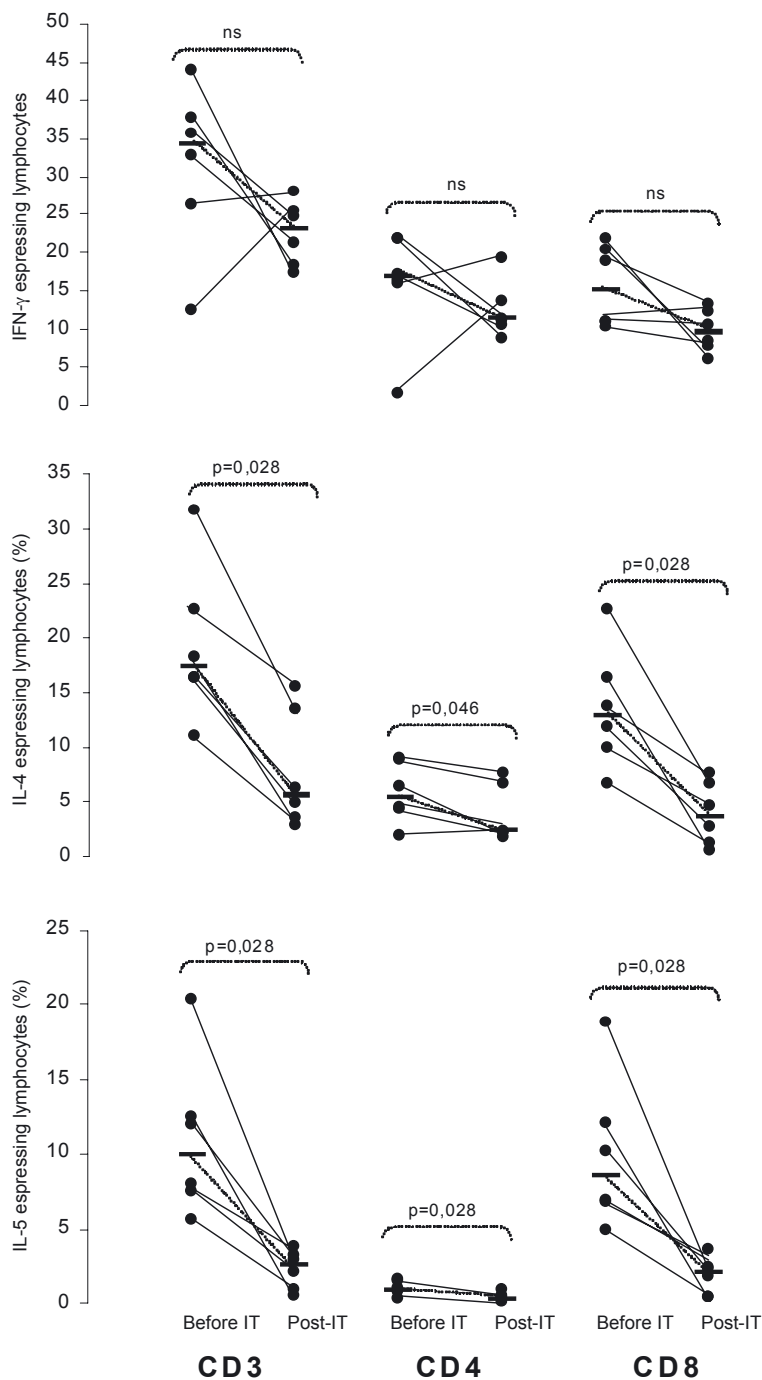 50
45
40
35
30
25
20
15
10
5
0
IFN-γ espressing lymphocytes
ns
ns
ns
35
30
25
20
15
10
5
0
IL-4 espressing lymphocytes (%)
p=0,028
p=0,046
p=0,028
25
20
15
10
5
0
IL-5 espressing lymphocytes (%)
p=0,028
p=0,028
p=0,028
Before IT Post-IT Before IT Post-IT Before IT Post-IT
CD3 CD4 CD8